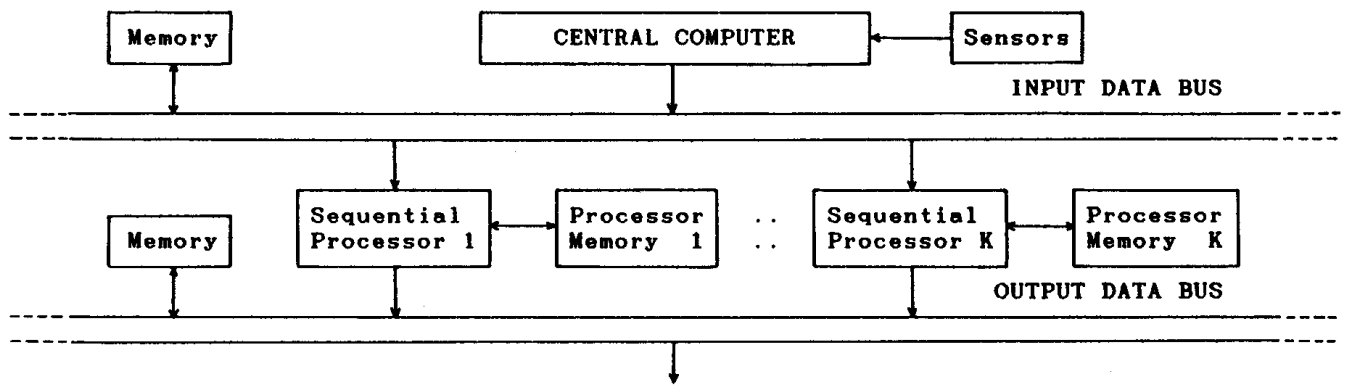 Memory
CENTRAL COMPUTER
Sensors
INPUT DATA BUS
Memory
Sequential
Processor 1
Processor
Memory 1
..
..
Sequential
Processor K
Processor
Memory K
OUTPUT DATA BUS